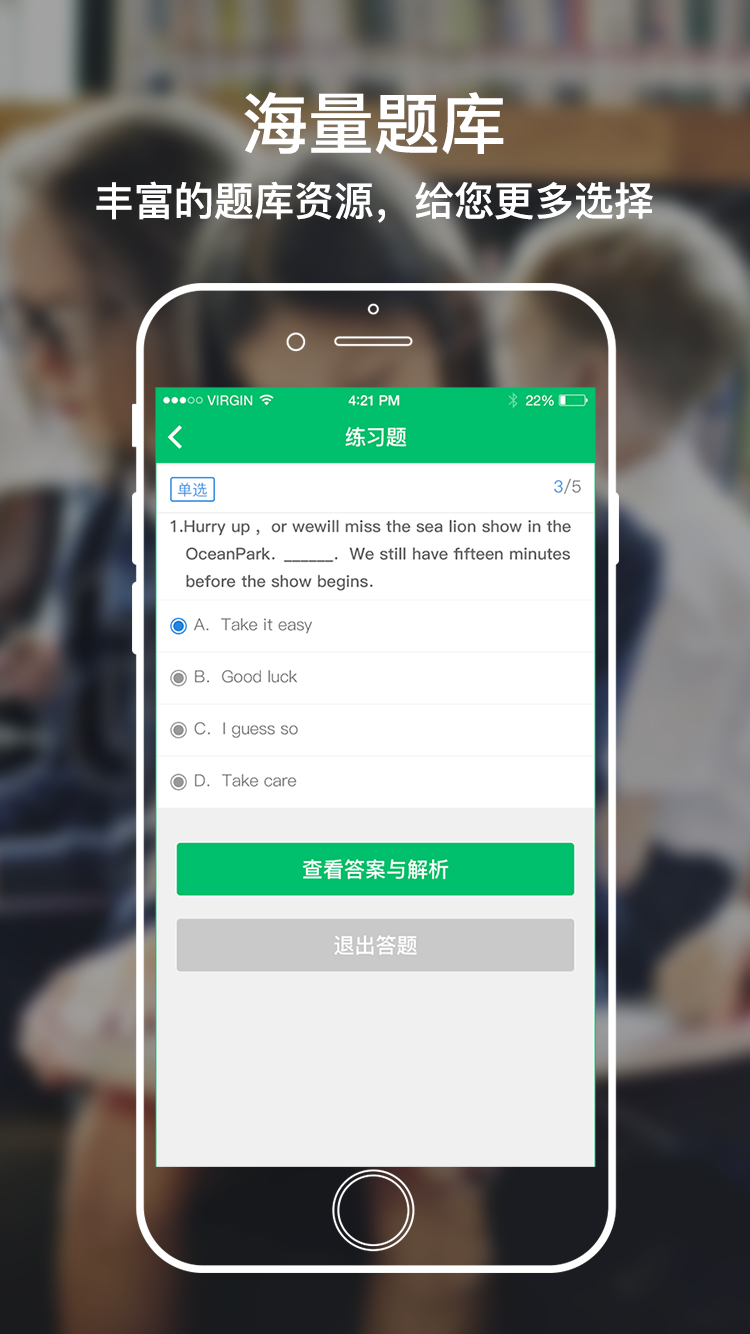 海量题库
丰富的题库资源，给您更多选择
VIRGIN 4:21 PM 22%
练习题
单选 3/5
1.Hurry up ，or wewill miss the sea lion show in the
OceanPark．______．We still have fifteen minutes
before the show begins.
A．Take it easy
B．Good luck
C．I guess so
D．Take care
查看答案与解析
退出答题